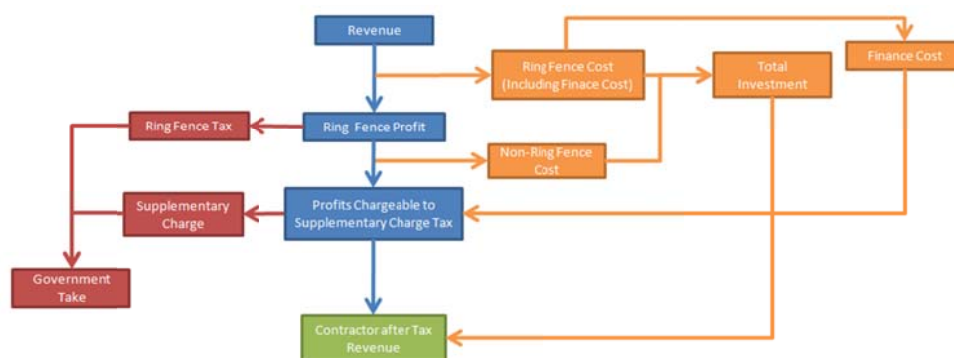 Revenue
Ring Fence Cost
(Including Finace Cost)
Total
Investment
Finance Cost
Ring Fence Tax
Ring Fence Profit
Non-Ring Fence
Cost
Supplementary
Charge
Profits Chargeable to
Supplementary Charge Tax
Government
Take
Contractor after Tax
Revenue